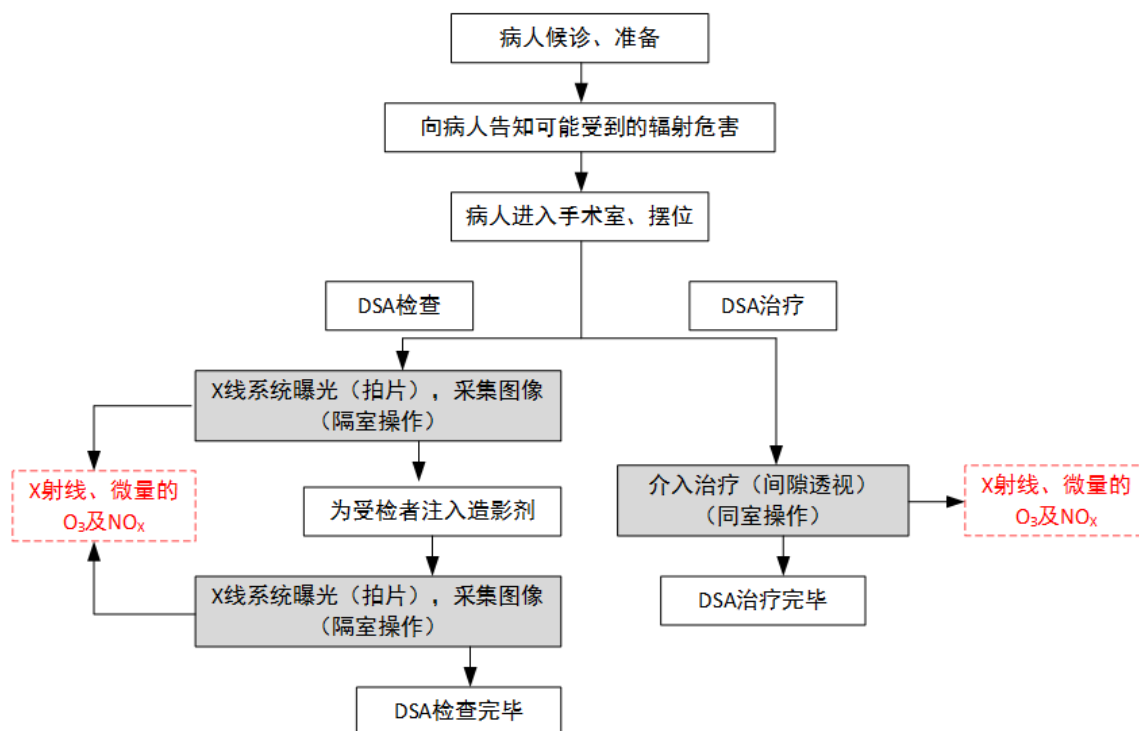 病人候诊、准备
向病人告知可能受到的辐射危害
病人进入手术室、摆位
DSA检查
DSA治疗
X线系统曝光（拍片），采集图像
（隔室操作）
X射线、微量的
O₃及NOₓ
为受检者注入造影剂
介入治疗（间隙透视）
（同室操作）
X射线、微量的
O₃及NOₓ
X线系统曝光（拍片），采集图像
（隔室操作）
DSA治疗完毕
DSA检查完毕